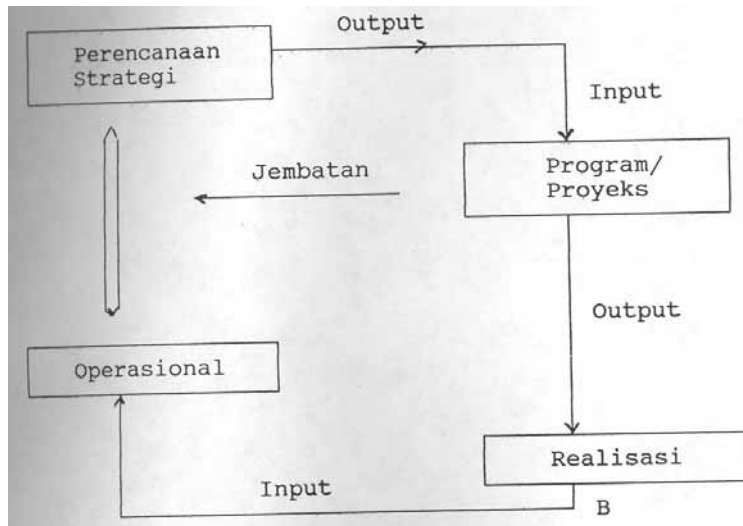 Output
Perencanaan
Strategi
Input
Program/
Proyeks
Jembatan
Output
Operasional
Realisasi
Input
B